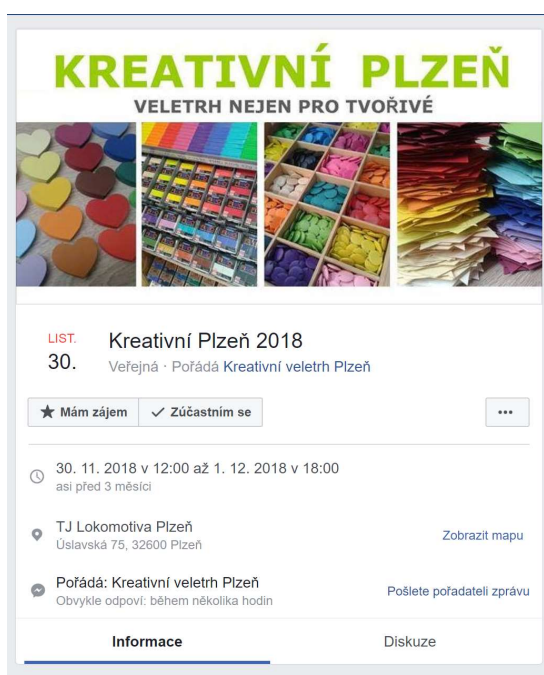 KREATIVNÍ PLZEŇ
VELETRH NEJEN PRO TVOŘIVÉ
LIST.
30.
Kreativní Plzeň 2018
Veřejná · Pořádá Kreativní veletrh Plzeň
Mám zájem
Zúčastním se
30. 11. 2018 v 12:00 až 1. 12. 2018 v 18:00
asi před 3 měsíci
TJ Lokomotiva Plzeň
Úslavská 75, 32600 Plzeň
Zobrazit mapu
Pořádá: Kreativní veletrh Plzeň
Obvykle odpoví: během několika hodin
Pošlete pořadateli zprávu
Informace
Diskuze